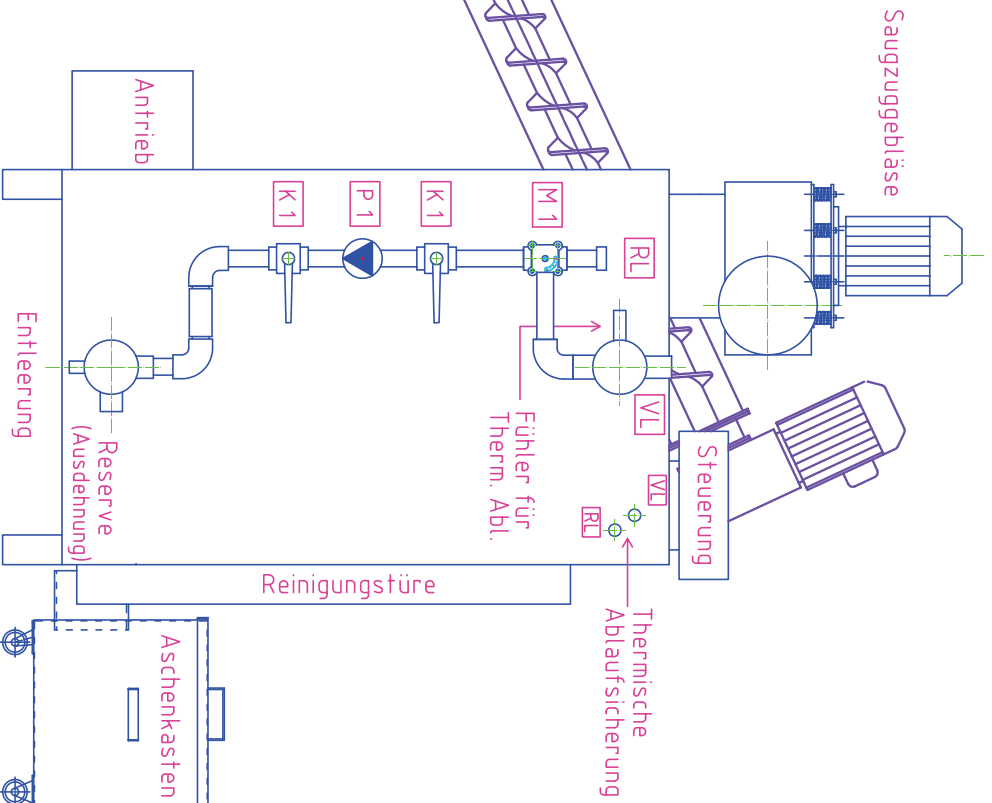 Saugzuggebläse
Antrieb
K1
P1
K1
M1
RL
VL
Steuerung
Entleerung
Reserve
(Ausdehnung)
Fühler für
Therm. Abl.
VL
RL
Reinigungstüre
Thermische
Ablaufsicherung
Aschenkasten